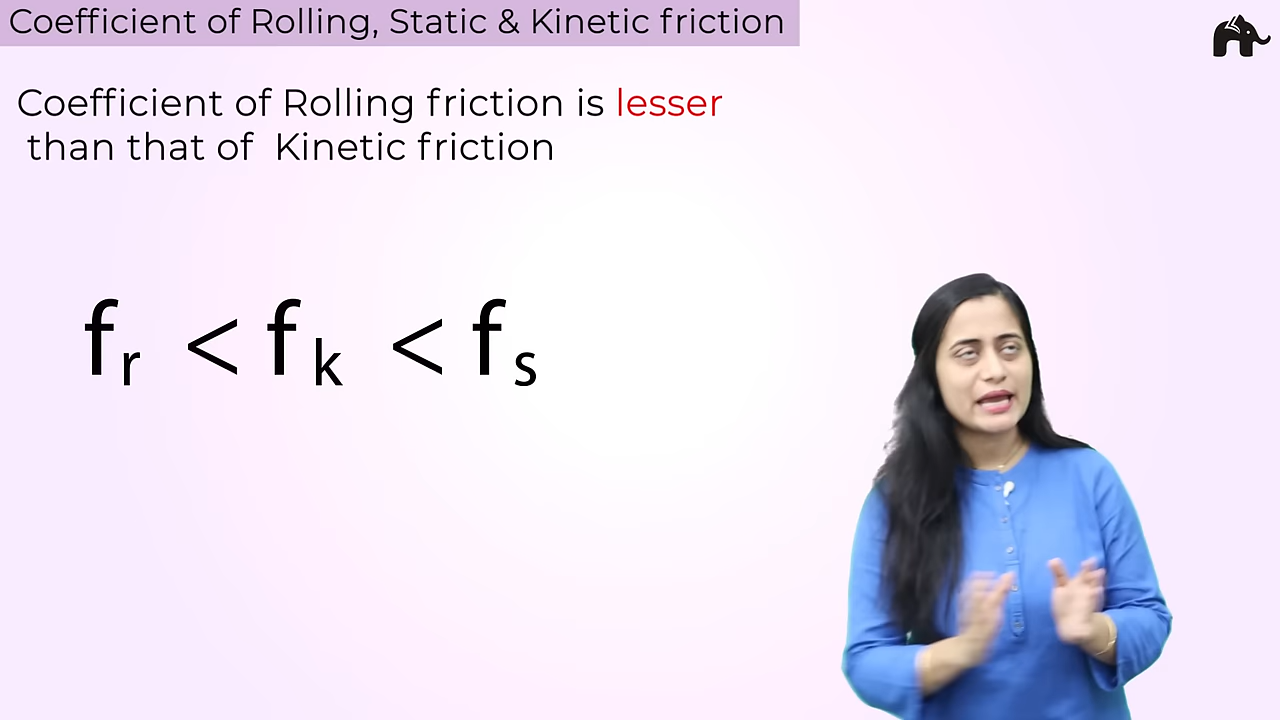 Coefficient of Rolling, Static & Kinetic friction
Coefficient of Rolling friction is lesser
than that of Kinetic friction
fr < fk < fs